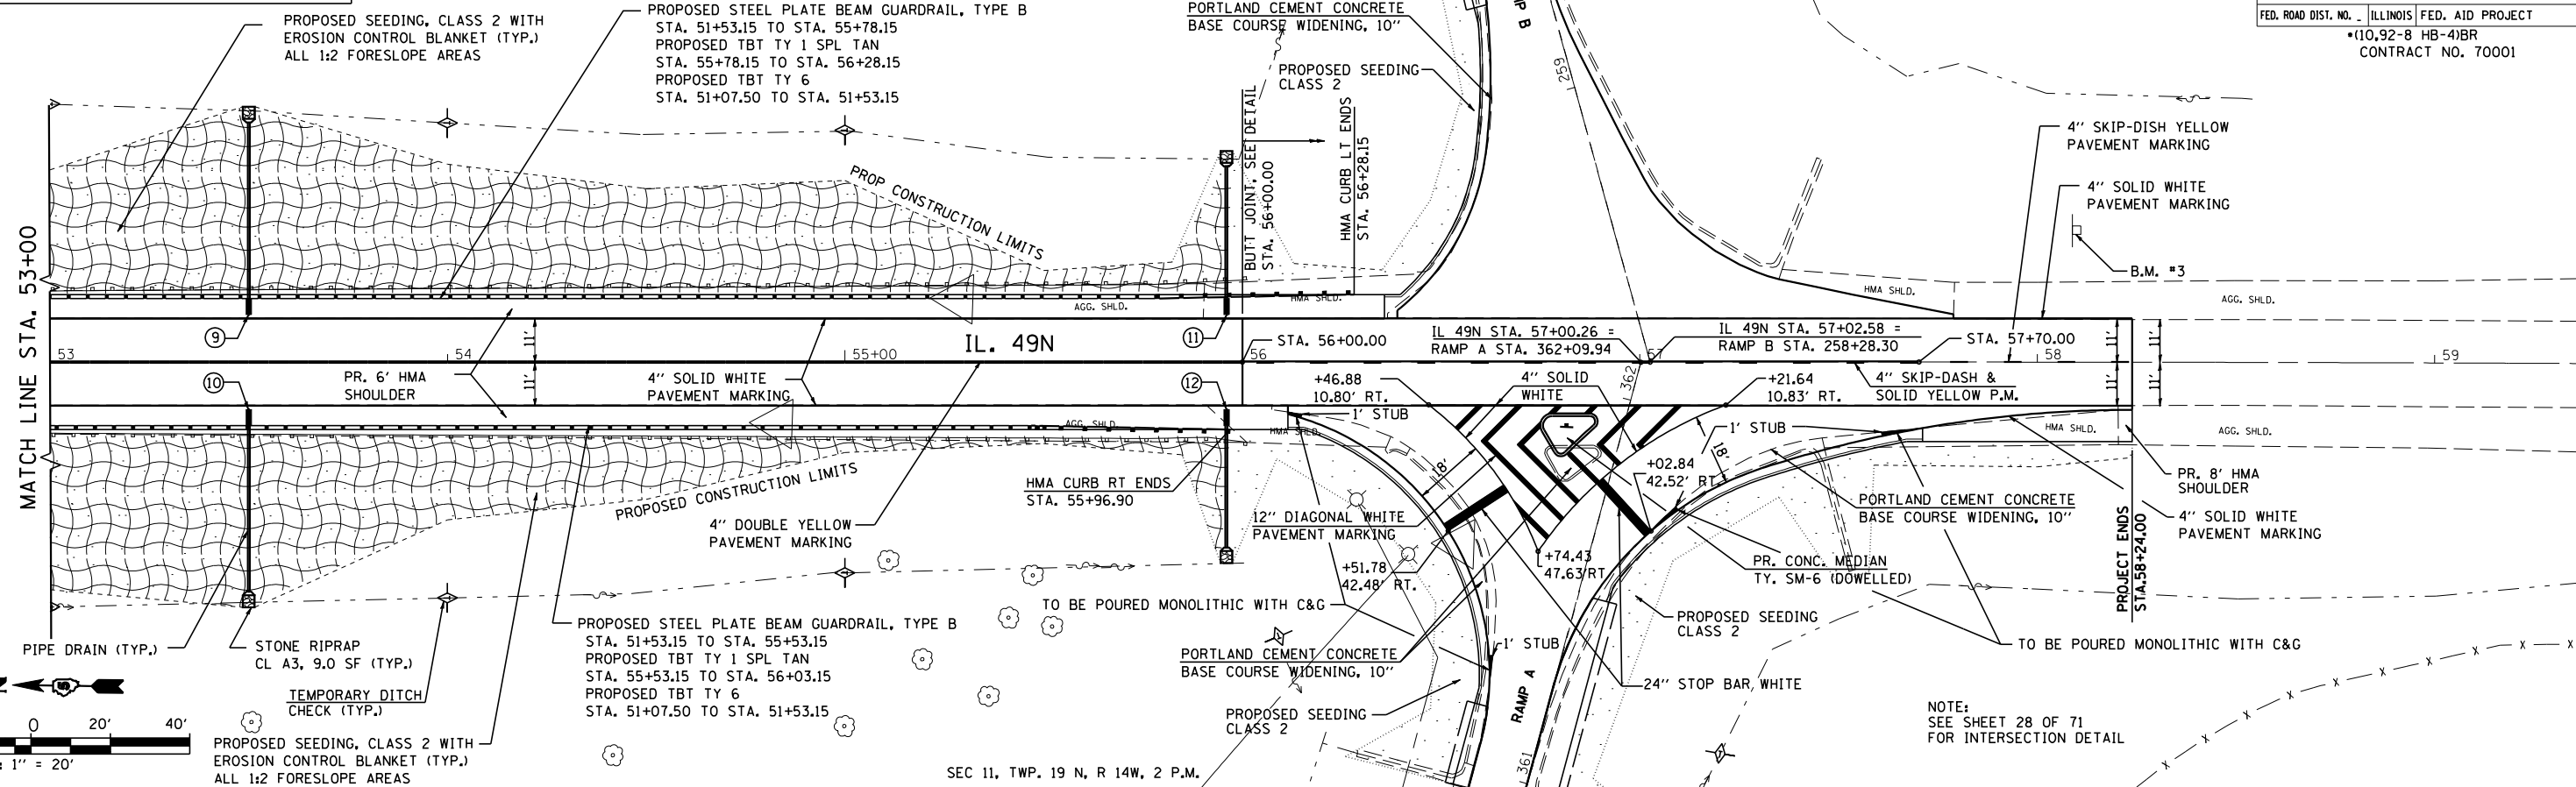 PROPOSED SEEDING, CLASS 2 WITH
EROSION CONTROL BLANKET (TYP.)
ALL 1:2 FORESLOPE AREAS
PROPOSED STEEL PLATE BEAM GUARDRAIL, TYPE B
STA. 51+53.15 TO STA. 55+78.15
PROPOSED TBT TY 1 SPL TAN
STA. 55+78.15 TO STA. 56+28.15
PROPOSED TBT TY 6
STA. 51+07.50 TO STA. 51+53.15
PORTLAND CEMENT CONCRETE
BASE COURSE WIDENING, 10''
PROPOSED SEEDING
CLASS 2
259
FED. ROAD DIST. NO. _ ILLINOIS FED. AID PROJECT
*(10,92-8 HB-4)BR
CONTRACT NO. 70001
4'' SKIP-DISH YELLOW
PAVEMENT MARKING
4'' SOLID WHITE
PAVEMENT MARKING
B.M. #3
BUTT JOINT, SEE DETAIL
STA. 56+00.00
HMA CURB LT ENDS
STA. 56+28.15
PROP CONSTRUCTION LIMITS
MATCH LINE STA. 53+00
AGG. SHLD.
HMA SHLD.
HMA SHLD.
AGG. SHLD.
9
11
53
54
55+00
IL. 49N
56
STA. 56+00.00
IL 49N STA. 57+00.26 =
RAMP A STA. 362+09.94
57
IL 49N STA. 57+02.58 =
RAMP B STA. 258+28.30
STA. 57+70.00
58
59
11'
11'
11'
11'
11'
11'
10
12
PR. 6' HMA
SHOULDER
4'' SOLID WHITE
PAVEMENT MARKING
+46.88
10.80' RT.
4'' SOLID
WHITE
362
+21.64
10.83' RT.
4'' SKIP-DASH &
SOLID YELLOW P.M.
1' STUB
AGG. SHLD.
HMA SHLD.
1' STUB
HMA SHLD.
AGG. SHLD.
18'
18'
+02.84
42.52' RT.
PR. 8' HMA
SHOULDER
PROPOSED CONSTRUCTION LIMITS
HMA CURB RT ENDS
STA. 55+96.90
4'' DOUBLE YELLOW
PAVEMENT MARKING
12'' DIAGONAL WHITE
PAVEMENT MARKING
PORTLAND CEMENT CONCRETE
BASE COURSE WIDENING, 10''
4'' SOLID WHITE
PAVEMENT MARKING
PROJECT ENDS
STA.58+24.00
+74.43
47.63'RT
+51.78
42.48' RT.
PR. CONC. MEDIAN
TY. SM-6 (DOWELLED)
TO BE POURED MONOLITHIC WITH C&G
PROPOSED SEEDING
CLASS 2
TO BE POURED MONOLITHIC WITH C&G
PIPE DRAIN (TYP.)
STONE RIPRAP
CL A3, 9.0 SF (TYP.)
PROPOSED STEEL PLATE BEAM GUARDRAIL, TYPE B
STA. 51+53.15 TO STA. 55+53.15
PROPOSED TBT TY 1 SPL TAN
STA. 55+53.15 TO STA. 56+03.15
PROPOSED TBT TY 6
STA. 51+07.50 TO STA. 51+53.15
PORTLAND CEMENT CONCRETE
BASE COURSE WIDENING, 10''
1' STUB
24'' STOP BAR, WHITE
TEMPORARY DITCH
CHECK (TYP.)
PROPOSED SEEDING
CLASS 2
RAMP A
361
NOTE:
SEE SHEET 28 OF 71
FOR INTERSECTION DETAIL
0 20' 40'
1'' = 20'
PROPOSED SEEDING, CLASS 2 WITH
EROSION CONTROL BLANKET (TYP.)
ALL 1:2 FORESLOPE AREAS
SEC 11, TWP. 19 N, R 14W, 2 P.M.